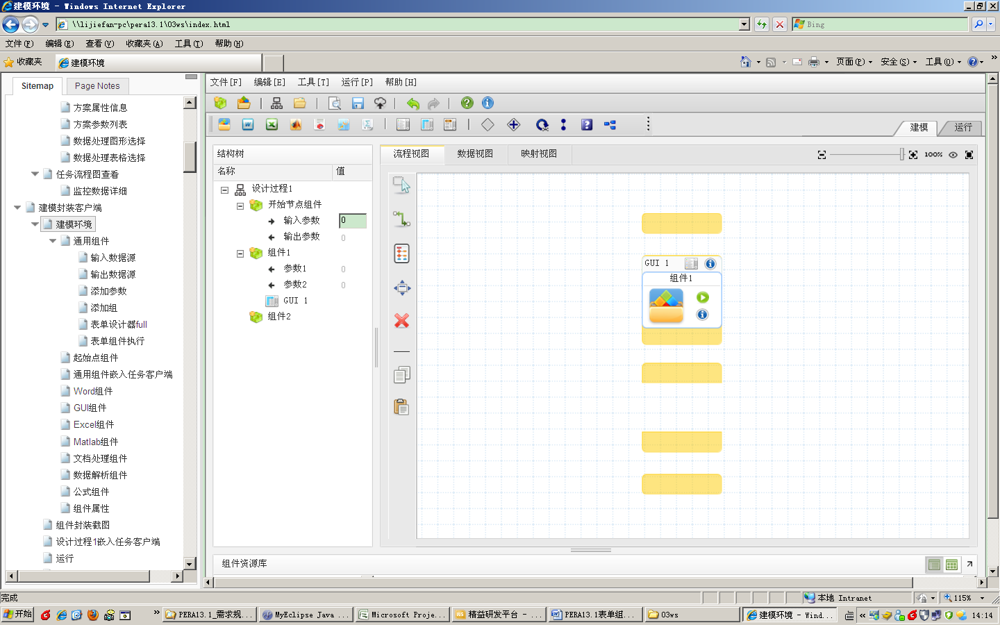 建模环境 - Windows Internet Explorer
\\lijiefan-pc\pera13.1\03ws\index.html
Bing
文件(F) 编辑(E) 查看(V) 收藏夹(A) 工具(T) 帮助(H)
收藏夹 建模环境 页面(P) 安全(S) 工具(O)
Sitemap Page Notes
方案属性信息
方案参数列表
数据处理图形选择
数据处理表格选择
任务流程图查看
监控数据详细
建模封装客户端
建模环境
通用组件
输入数据源
输出数据源
添加参数
添加组
表单设计器full
表单组件执行
起始点组件
通用组件嵌入任务客户端
Word组件
GUI组件
Excel组件
Matlab组件
文档处理组件
数据解析组件
公式组件
组件属性
组件封装截图
设计过程1嵌入任务客户端
运行
文件[F] 编辑[E] 工具[T] 运行[P] 帮助[H]
建模 运行
结构树
名称 值
设计过程1
开始节点组件
输入参数 0
输出参数 0
组件1
参数1 0
参数2 0
GUI 1
组件2
流程视图 数据视图 映射视图
100%
GUI 1
组件1
组件资源库
完成
本地 Intranet
115%
开始
PERA13.1_需求规...
MyEclipse Java ...
Microsoft Proje...
精益研发平台 - ...
PERA13.1表单组...
03ws
建模环境 - Wind...
14:14